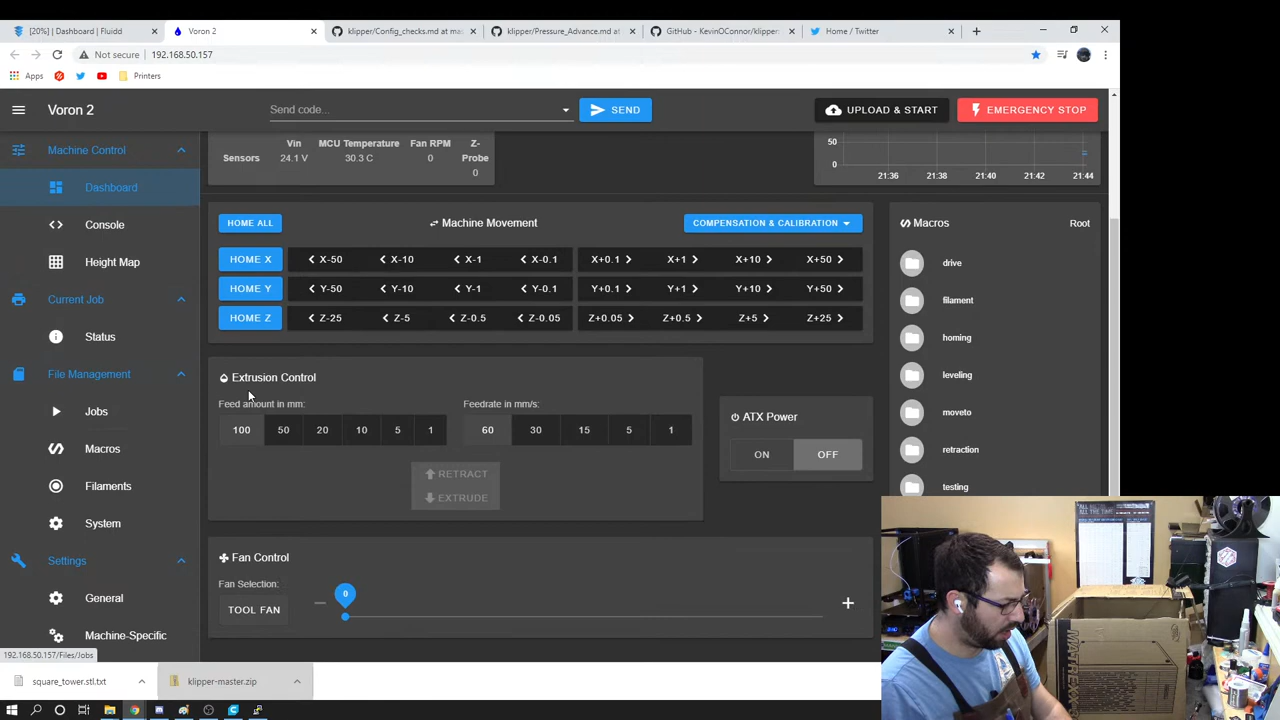 [20%] | Dashboard | Fluidd
Voron 2
klipper/Config_checks.md at mas
klipper/Pressure_Advance.md at
GitHub - KevinOConnor/klipper:
Home / Twitter
Not secure 192.168.50.157
Apps
Printers
Voron 2
Send code...
SEND
UPLOAD & START
EMERGENCY STOP
Machine Control
Dashboard
Console
Height Map
Current Job
Status
File Management
Jobs
Macros
Filaments
System
Settings
General
Machine-Specific
Vin MCU Temperature Fan RPM Z-Probe
Sensors 24.1 V 30.3 C 0 0
50
0
21:36 21:38 21:40 21:42 21:44
HOME ALL Machine Movement COMPENSATION & CALIBRATION
HOME X X-50 X-10 X-1 X-0.1 X+0.1 X+1 X+10 X+50
HOME Y Y-50 Y-10 Y-1 Y-0.1 Y+0.1 Y+1 Y+10 Y+50
HOME Z Z-25 Z-5 Z-0.5 Z-0.05 Z+0.05 Z+0.5 Z+5 Z+25
Macros Root
drive
filament
homing
leveling
moveto
retraction
testing
Extrusion Control
Feed amount in mm: Feedrate in mm/s:
100 50 20 10 5 1 60 30 15 5 1
RETRACT
EXTRUDE
ATX Power
ON OFF
Fan Control
Fan Selection:
TOOL FAN
0
192.168.50.157/Files/Jobs
square_tower.stl.txt
klipper-master.zip
ALL THE TIME
MATREXX